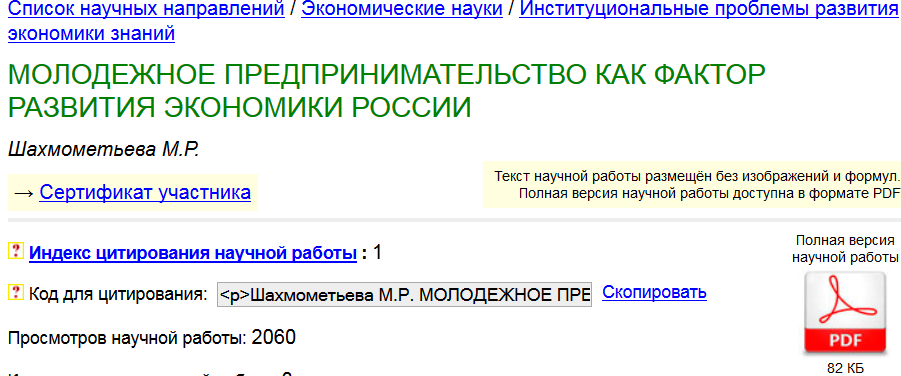 Список научных направлений / Экономические науки / Институциональные проблемы развития
экономики знаний
МОЛОДЕЖНОЕ ПРЕДПРИНИМАТЕЛЬСТВО КАК ФАКТОР
РАЗВИТИЯ ЭКОНОМИКИ РОССИИ
Шахмометьева М.Р.
→ Сертификат участника
Текст научной работы размещён без изображений и формул.
Полная версия научной работы доступна в формате PDF
? Индекс цитирования научной работы : 1
Полная версия
научной работы
? Код для цитирования: <p>Шахмометьева М.Р. МОЛОДЕЖНОЕ ПРЕ Скопировать
Просмотров научной работы: 2060
PDF
82 КБ